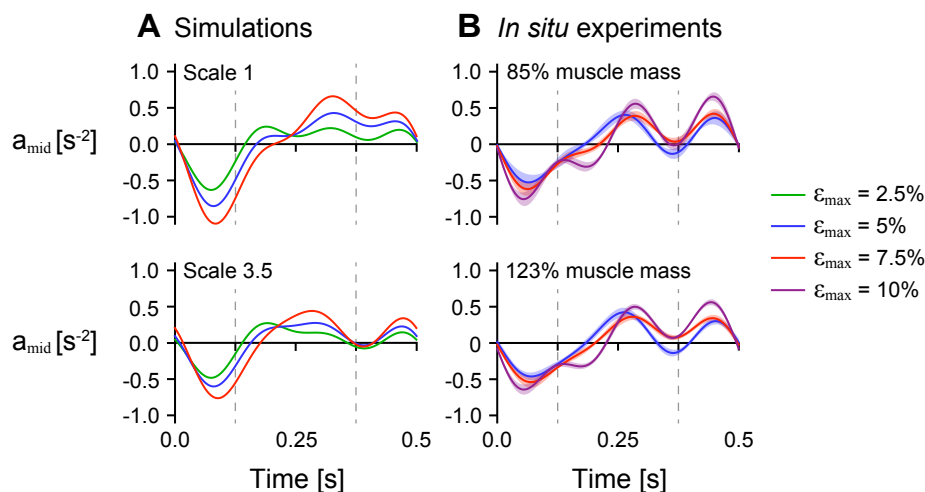 A Simulations
B In situ experiments
Scale 1
85% muscle mass
1.0
0.5
0.0
-0.5
-1.0
1.0
0.5
0
-0.5
-1.0
a_mid [s⁻²]
ε_max = 2.5%
ε_max = 5%
ε_max = 7.5%
ε_max = 10%
Scale 3.5
123% muscle mass
1.0
0.5
0.0
-0.5
-1.0
1.0
0.5
0
-0.5
-1.0
a_mid [s⁻²]
0.0
0.25
0.5
0.0
0.25
0.5
Time [s]
Time [s]